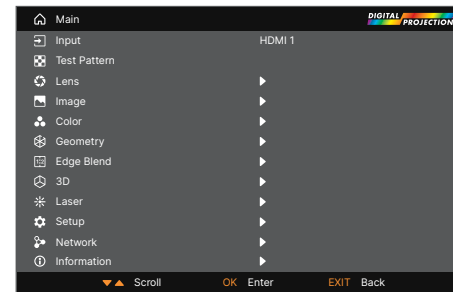 Main
DIGITAL PROJECTION
Input HDMI 1
Test Pattern
Lens
Image
Color
Geometry
Edge Blend
3D
Laser
Setup
Network
Information
Scroll OK Enter EXIT Back